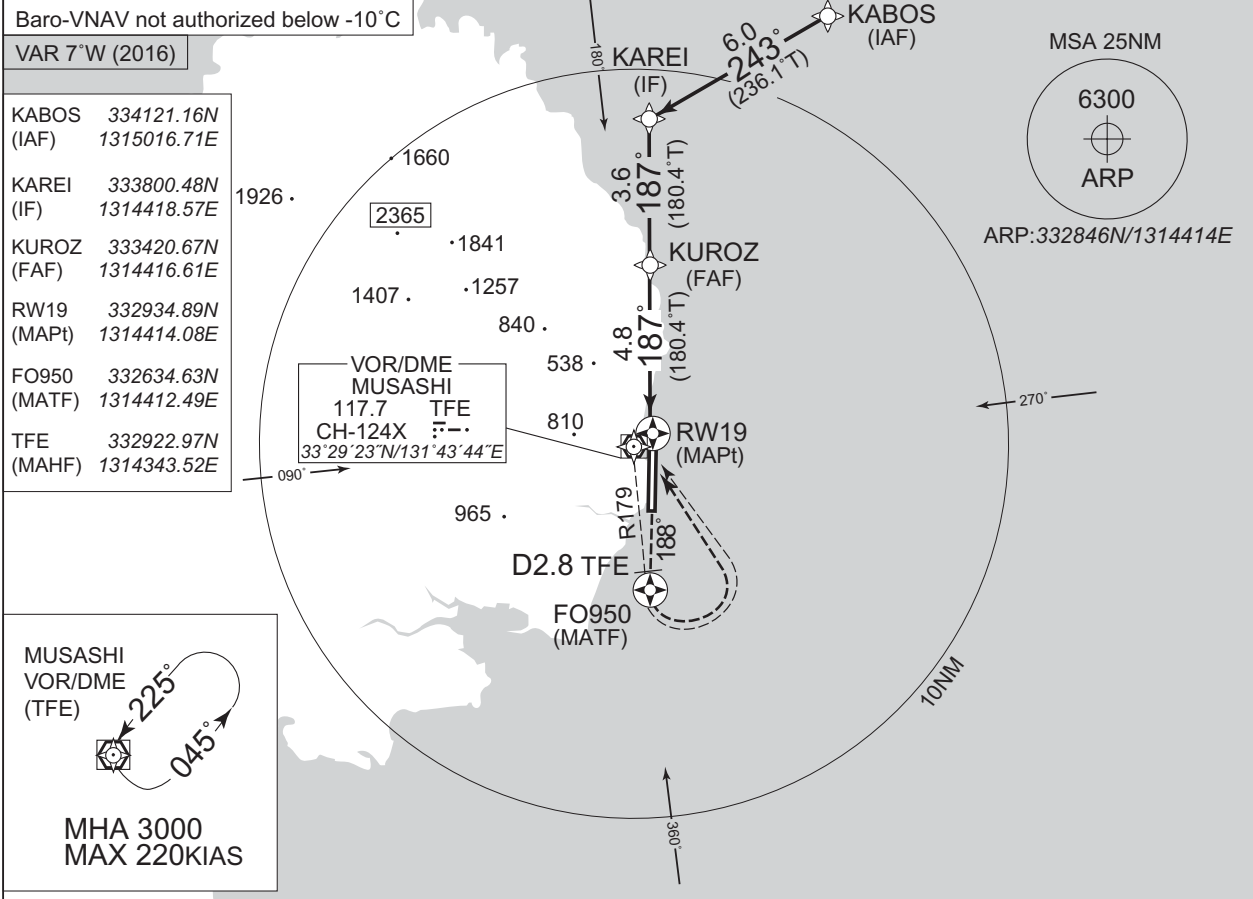 Baro-VNAV not authorized below -10˚C
VAR 7˚W (2016)
KABOS 334121.16N
(IAF) 1315016.71E
KAREI 333800.48N
(IF) 1314418.57E
KUROZ 333420.67N
(FAF) 1314416.61E
RW19 332934.89N
(MAPt) 1314414.08E
FO950 332634.63N
(MATF) 1314412.49E
TFE 332922.97N
(MAHF) 1314343.52E
180˚
KABOS
(IAF)
6.0
243˚
(236.1˚T)
KAREI
(IF)
MSA 25NM
6300
ARP
ARP:332846N/1314414E
3.6
187˚
(180.4˚T)
1660
1926
2365
1841
1257
1407
840
538
810
965
KUROZ
(FAF)
4.8
187˚
(180.4˚T)
VOR/DME
MUSASHI
117.7 TFE
CH-124X
33˚29´23˝N/131˚43´44˝E
270˚
090˚
RW19
(MAPt)
R179
188˚
D2.8 TFE
FO950
(MATF)
10NM
360˚
MUSASHI
VOR/DME
(TFE)
225˚
045˚
MHA 3000
MAX 220KIAS